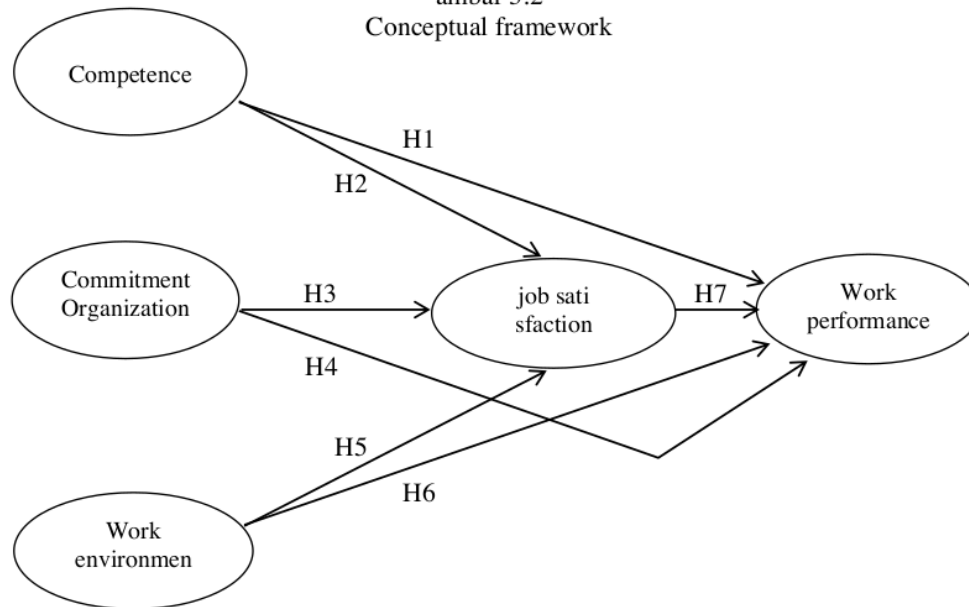 Conceptual framework
Competence
H1
H2
Commitment
Organization
H3
job sati
sfaction
H7
Work
performance
H4
H5
H6
Work
environmen